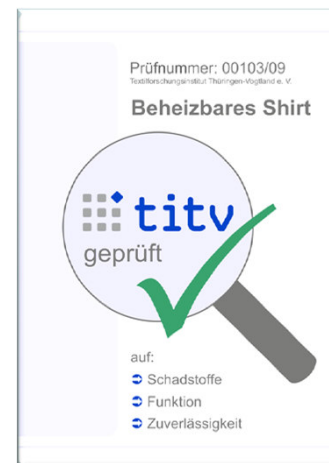 Prüfnummer: 00103/09
Textilforschungsinstitut Thüringen-Vogtland e. V.
Beheizbares Shirt
titv
geprüft
auf:
Schadstoffe
Funktion
Zuverlässigkeit